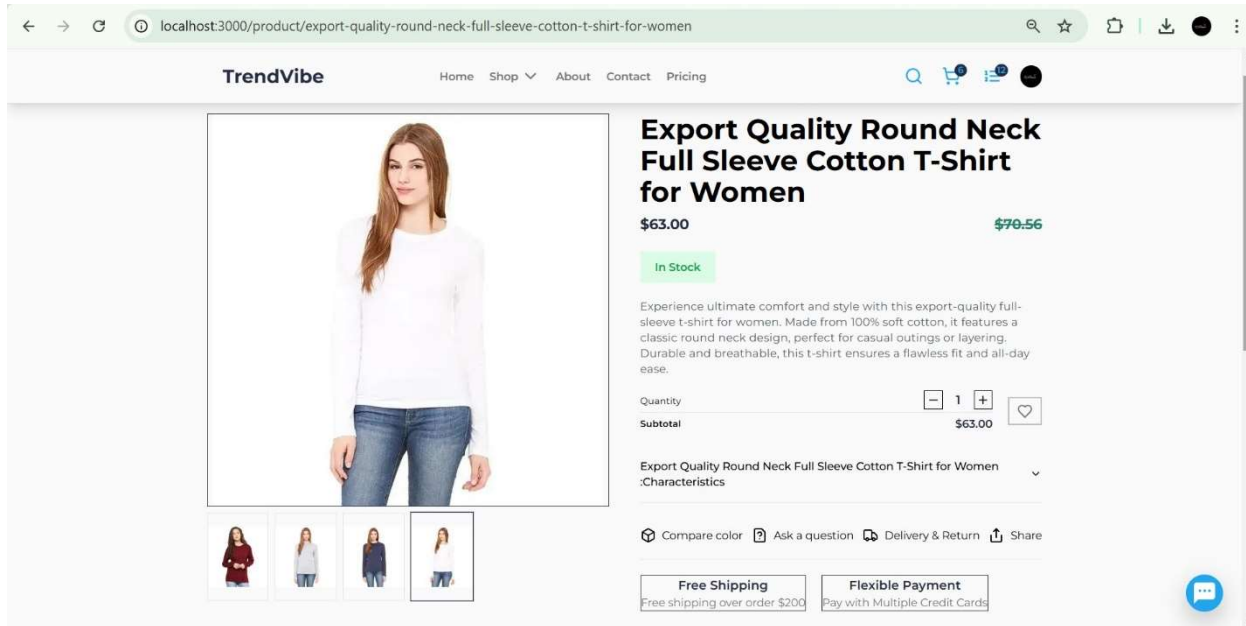 localhost:3000/product/export-quality-round-neck-full-sleeve-cotton-t-shirt-for-women
TrendVibe
Home Shop About Contact Pricing
6 12
Export Quality Round Neck
Full Sleeve Cotton T-Shirt
for Women
$63.00 $70.56
In Stock
Experience ultimate comfort and style with this export-quality full-
sleeve t-shirt for women. Made from 100% soft cotton, it features a
classic round neck design, perfect for casual outings or layering.
Durable and breathable, this t-shirt ensures a flawless fit and all-day
ease.
Quantity 1
Subtotal $63.00
Export Quality Round Neck Full Sleeve Cotton T-Shirt for Women
:Characteristics
Compare color Ask a question Delivery & Return Share
Free Shipping Flexible Payment
Free shipping over order $200 Pay with Multiple Credit Cards